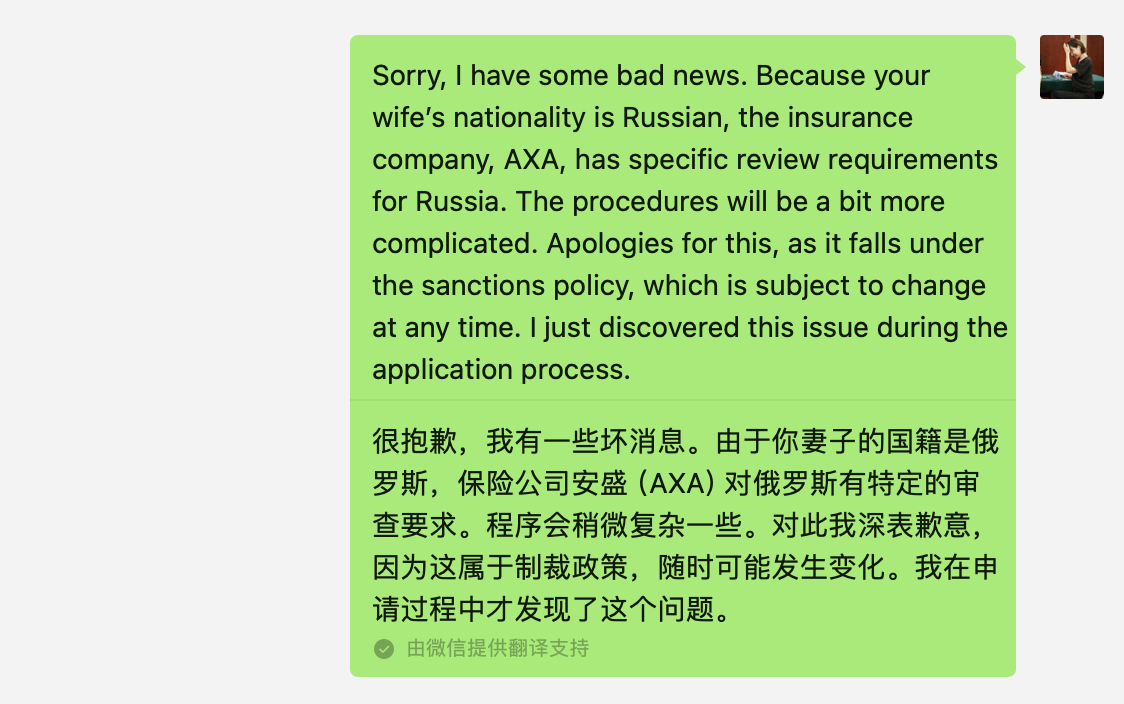 Sorry, I have some bad news. Because your
wife’s nationality is Russian, the insurance
company, AXA, has specific review requirements
for Russia. The procedures will be a bit more
complicated. Apologies for this, as it falls under
the sanctions policy, which is subject to change
at any time. I just discovered this issue during the
application process.
很抱歉，我有一些坏消息。由于你妻子的国籍是俄
罗斯，保险公司安盛 (AXA) 对俄罗斯有特定的审
查要求。程序会稍微复杂一些。对此我深表歉意，
因为这属于制裁政策，随时可能发生变化。我在申
请过程中才发现了这个问题。
由微信提供翻译支持